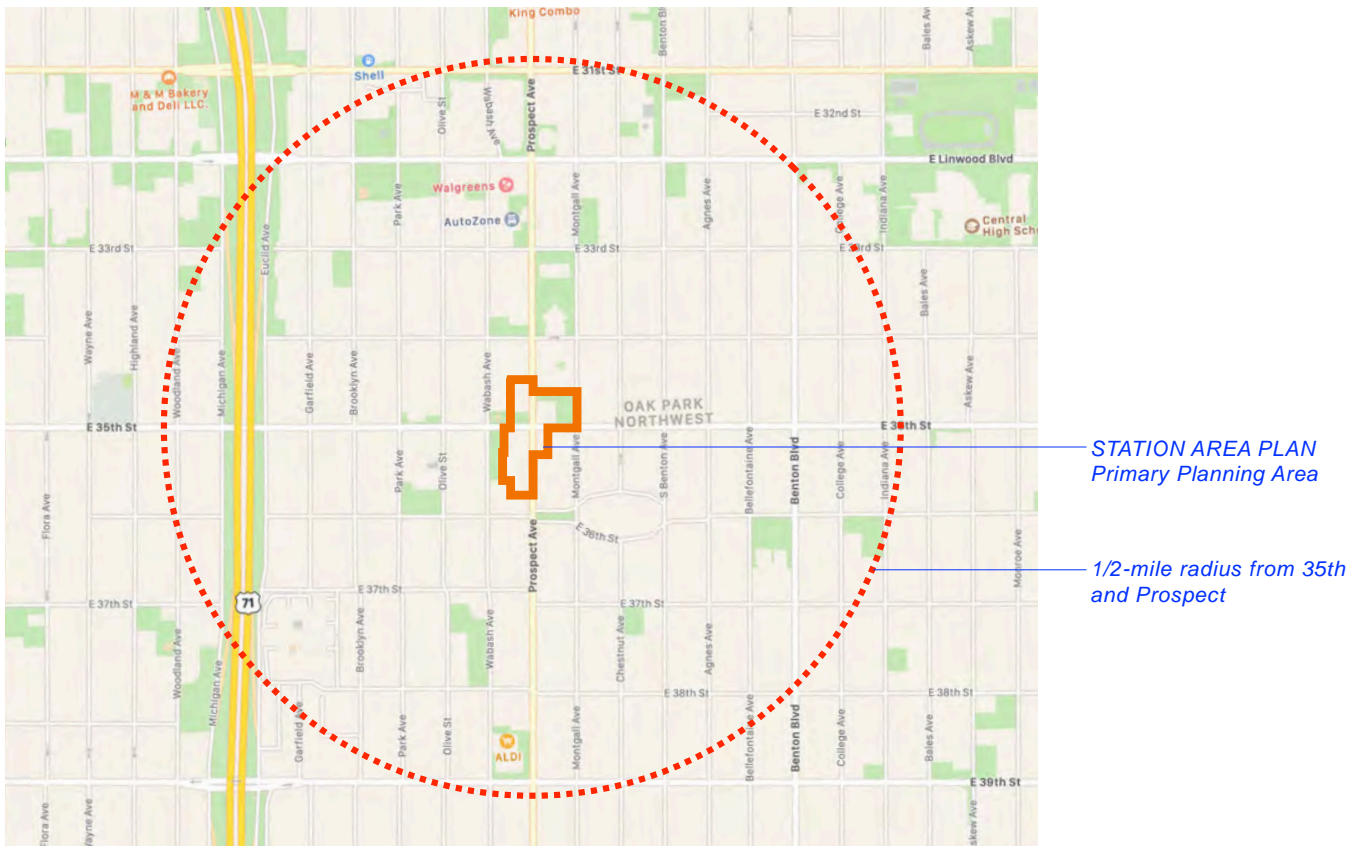 King Combo
Benton Bl
Bales Av
Askew Av
Shell
E 31st St
M & M Bakery
and Deli LLC.
Olive St
Wabash Ave
Prospect Ave
E 32nd St
E Linwood Blvd
Walgreens
Park Ave
AutoZone
Montgall Ave
Agnes Ave
College Ave
Indiana Ave
Central
High Sch
E 33rd St
Euclid Ave
E 33rd St
E 33rd St
Bales Ave
Wayne Ave
Highland Ave
Woodland Ave
Michigan Ave
Garfield Ave
Brooklyn Ave
Wabash Ave
Askew Ave
OAK PARK
NORTHWEST
E 35th St
E 35th St
STATION AREA PLAN
Primary Planning Area
Park Ave
Olive St
Montgall Ave
S Benton Ave
Bellefontaine Ave
Benton Blvd
College Ave
Indiana Ave
Flora Ave
Prospect Ave
E 36th St
Monroe Ave
1/2-mile radius from 35th
and Prospect
E 37th St
71
E 37th St
E 37th St
Woodland Ave
Michigan Ave
Brooklyn Ave
Wabash Ave
Chestnut Ave
Agnes Ave
E 38th St
E 38th St
Garfield Ave
Park Ave
Olive St
ALDI
Montgall Ave
Bellefontaine Ave
Benton Blvd
College Ave
Bales Ave
E 39th St
Flora Ave
Wayne Ave
skew Ave